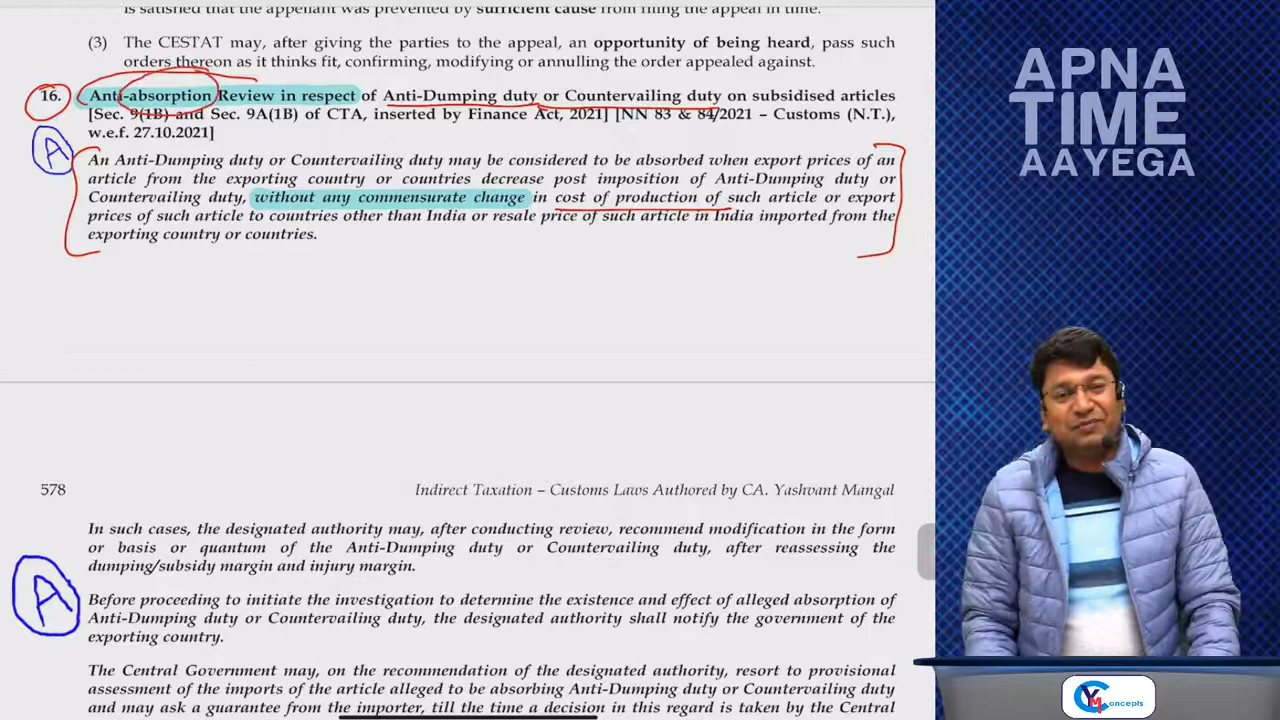 is satisfied that the appellant was prevented by sufficient cause from filing the appeal in time.
(3) The CESTAT may, after giving the parties to the appeal, an opportunity of being heard, pass such
orders thereon as it thinks fit, confirming, modifying or annulling the order appealed against.
16. Anti-absorption Review in respect of Anti-Dumping duty or Countervailing duty on subsidised articles
[Sec. 9(1B) and Sec. 9A(1B) of CTA, inserted by Finance Act, 2021] [NN 83 & 84/2021 – Customs (N.T.),
w.e.f. 27.10.2021]
A
An Anti-Dumping duty or Countervailing duty may be considered to be absorbed when export prices of an
article from the exporting country or countries decrease post imposition of Anti-Dumping duty or
Countervailing duty, without any commensurate change in cost of production of such article or export
prices of such article to countries other than India or resale price of such article in India imported from the
exporting country or countries.
578 Indirect Taxation – Customs Laws Authored by CA. Yashvant Mangal
In such cases, the designated authority may, after conducting review, recommend modification in the form
or basis or quantum of the Anti-Dumping duty or Countervailing duty, after reassessing the
dumping/subsidy margin and injury margin.
A
Before proceeding to initiate the investigation to determine the existence and effect of alleged absorption of
Anti-Dumping duty or Countervailing duty, the designated authority shall notify the government of the
exporting country.
The Central Government may, on the recommendation of the designated authority, resort to provisional
assessment of the imports of the article alleged to be absorbing Anti-Dumping duty or Countervailing duty
and may ask a guarantee from the importer, till the time a decision in this regard is taken by the Central
APNA
TIME
AAYEGA
YM Concepts